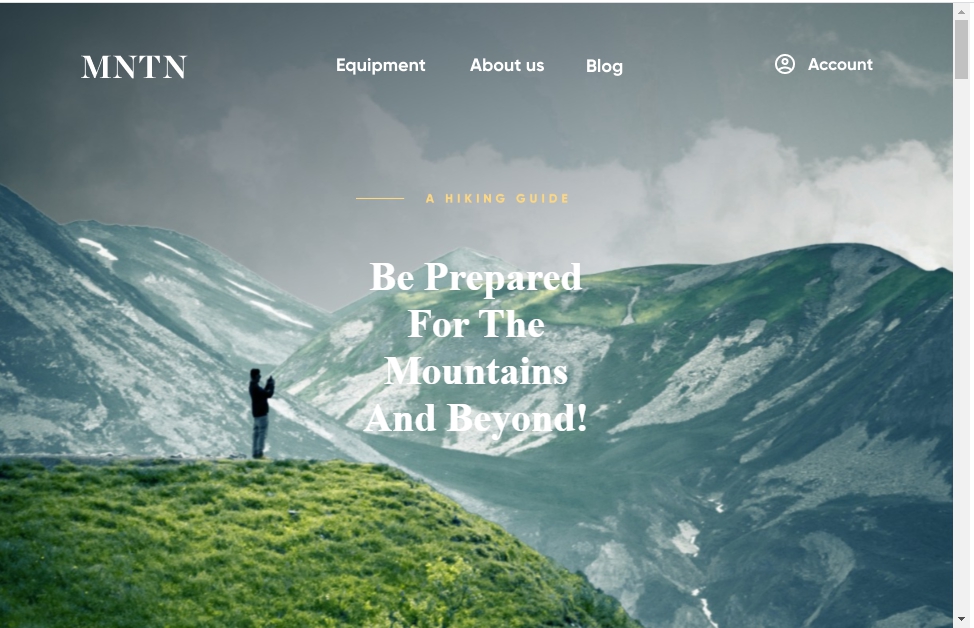 MNTN
Equipment
About us
Blog
Account
A HIKING GUIDE
Be Prepared
For The
Mountains
And Beyond!